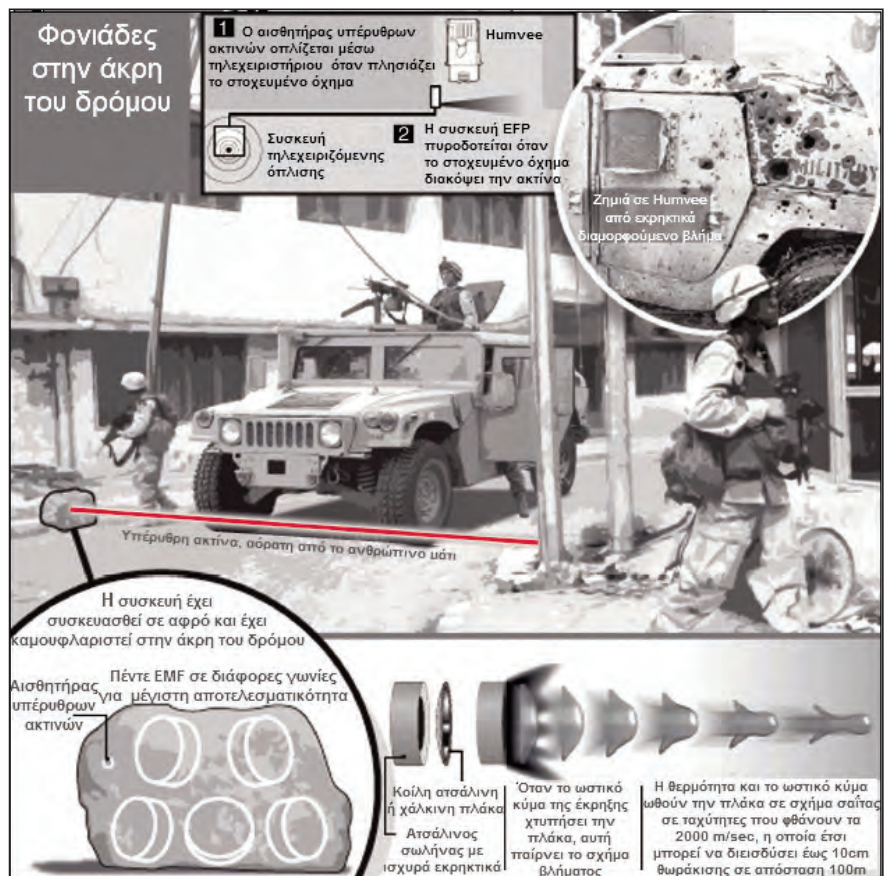 Φονιάδες
στην άκρη
του δρόμου
1 Ο αισθητήρας υπέρυθρων
ακτινών οπλίζεται μέσω
τηλεχειριστήριου όταν πλησιάζει
το στοχευμένο όχημα
Humvee
Συσκευή
τηλεχειριζόμενης
όπλισης
2 Η συσκευή EFP
πυροδοτείται όταν
το στοχευμένο όχημα
διακόψει την ακτίνα
MILITARY
Ζημιά σε Humvee
από εκρηκτικά
διαμορφούμενο βλήμα
Υπέρυθρη ακτίνα, αόρατη από το ανθρώπινο μάτι
Η συσκευή έχει
συσκευασθεί σε αφρό και έχει
καμουφλαριστεί στην άκρη του δρόμου
Πέντε EMF σε διάφορες γωνίες
για μέγιστη αποτελεσματικότητα
Αισθητήρας
υπέρυθρων
ακτινών
Κοίλη ατσάλινη
ή χάλκινη πλάκα
Ατσάλινος
σωλήνας με
ισχυρά εκρηκτικά
Όταν το ωστικό
κύμα της έκρηξης
χτυπήσει την
πλάκα, αυτή
παίρνει το σχήμα
βλήματος
Η θερμότητα και το ωστικό κύμα
ωθούν την πλάκα σε σχήμα σαΐτας
σε ταχύτητες που φθάνουν τα
2000 m/sec, η οποία έτσι
μπορεί να διεισδύσει έως 10cm
θωράκισης σε απόσταση 100m